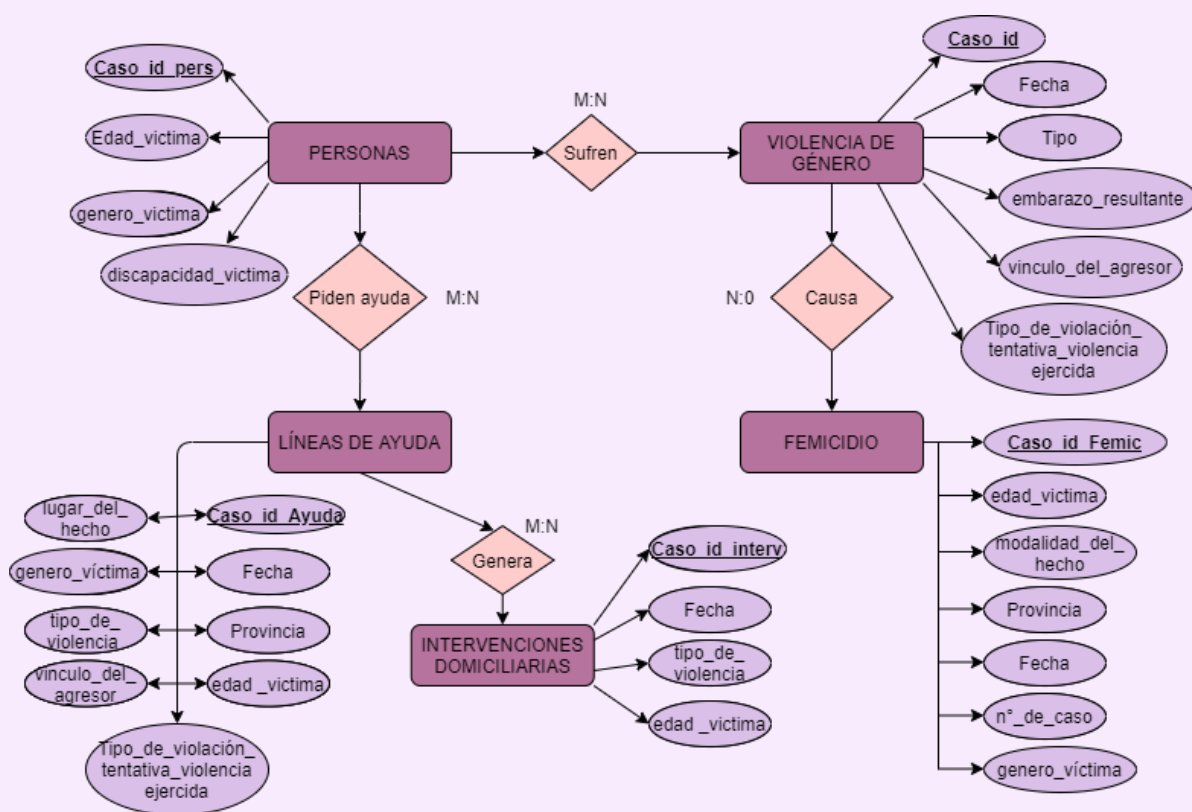 Caso_id_pers
Edad_victima
genero_victima
discapacidad_victima
PERSONAS
M:N
Sufren
VIOLENCIA DE
GÉNERO
Caso_id
Fecha
Tipo
embarazo_resultante
vinculo_del_agresor
Tipo_de_violación_
tentativa_violencia
ejercida
Piden ayuda
M:N
N:0
Causa
LÍNEAS DE AYUDA
FEMICIDIO
lugar_del_
hecho
Caso_id_Ayuda
genero_víctima
Fecha
tipo_de_
violencia
Provincia
vinculo_del_
agresor
edad _victima
Tipo_de_violación_
tentativa_violencia
ejercida
M:N
Genera
INTERVENCIONES
DOMICILIARIAS
Caso_id_interv
Fecha
tipo_de_
violencia
edad _victima
Caso_id_Femic
edad_victima
modalidad_del_
hecho
Provincia
Fecha
n°_de_caso
genero_víctima